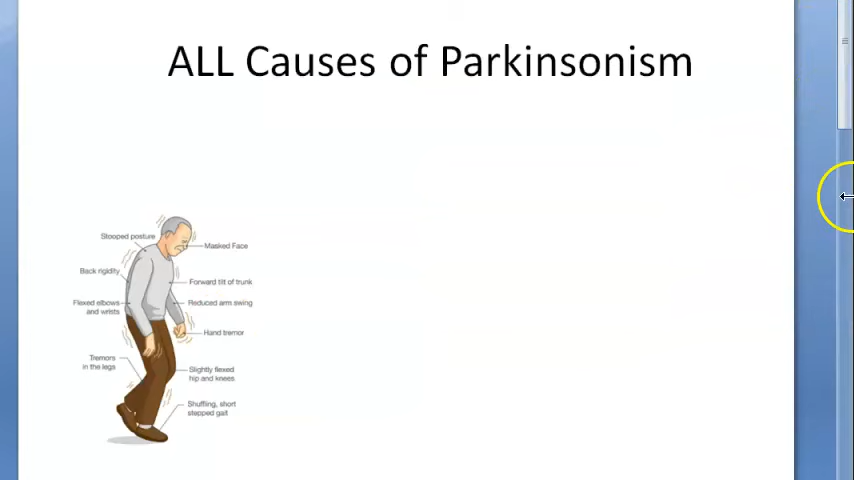 ALL Causes of Parkinsonism
Stooped posture
Masked Face
Back rigidity
Forward tilt of trunk
Flexed elbows
and wrists
Reduced arm swing
Hand tremor
Tremors
in the legs
Slightly flexed
hip and knees
Shuffling, short
stepped gait